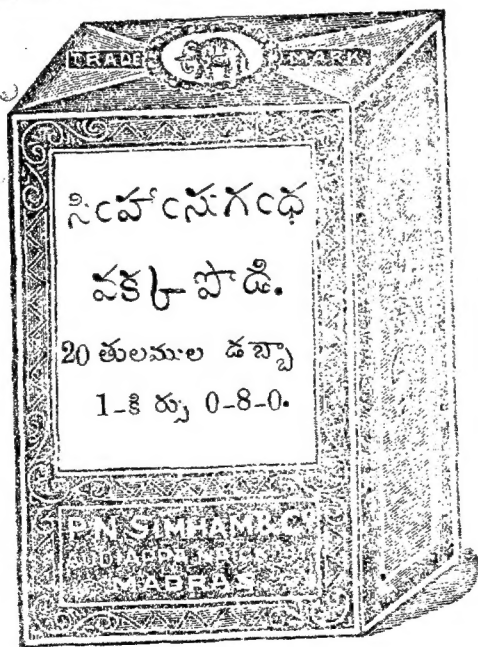 TRADE MARK
సింహాంసుగంధ
వక్క పొడి.
20 తులముల డబ్బా
1-కి ర్పు 0-8-0.
P.N. SIMHAM & Co
MADRAS